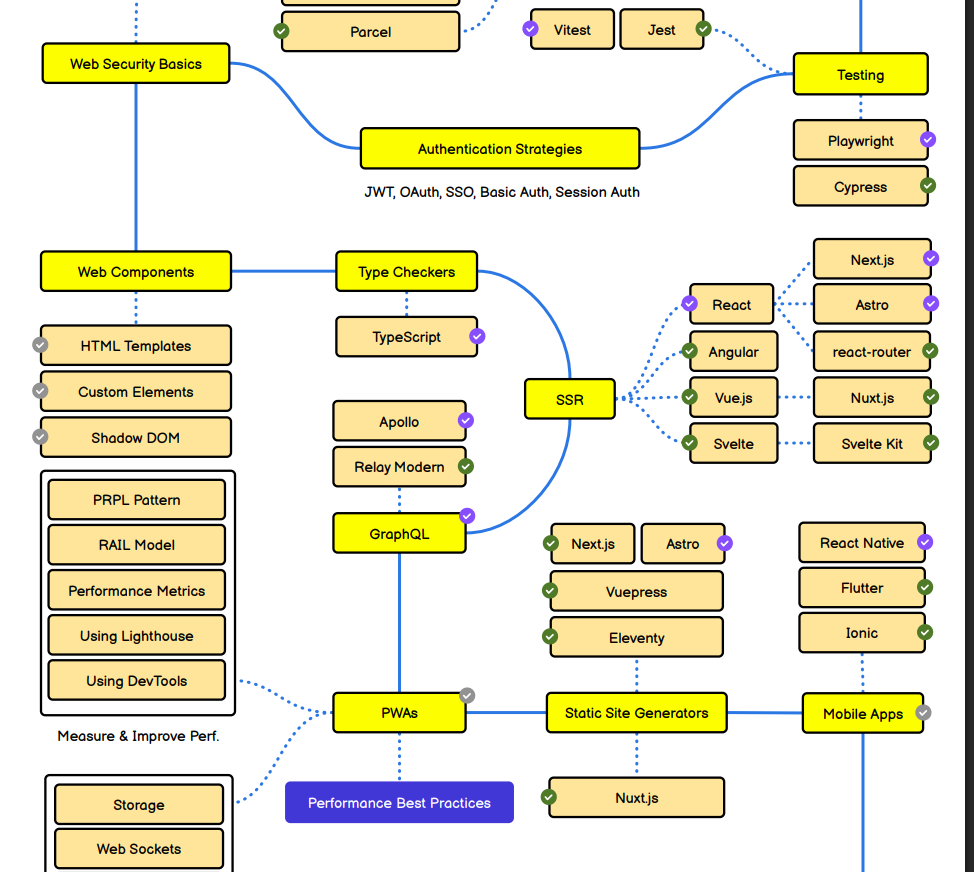 Parcel
Vitest
Jest
Web Security Basics
Testing
Authentication Strategies
JWT, OAuth, SSO, Basic Auth, Session Auth
Playwright
Cypress
Web Components
Type Checkers
TypeScript
HTML Templates
Custom Elements
Shadow DOM
SSR
React
Angular
Vue.js
Svelte
Next.js
Astro
react-router
Nuxt.js
Svelte Kit
Apollo
Relay Modern
GraphQL
PRPL Pattern
RAIL Model
Performance Metrics
Using Lighthouse
Using DevTools
Measure & Improve Perf.
Next.js
Astro
Vuepress
Eleventy
React Native
Flutter
Ionic
PWAs
Static Site Generators
Mobile Apps
Performance Best Practices
Nuxt.js
Storage
Web Sockets